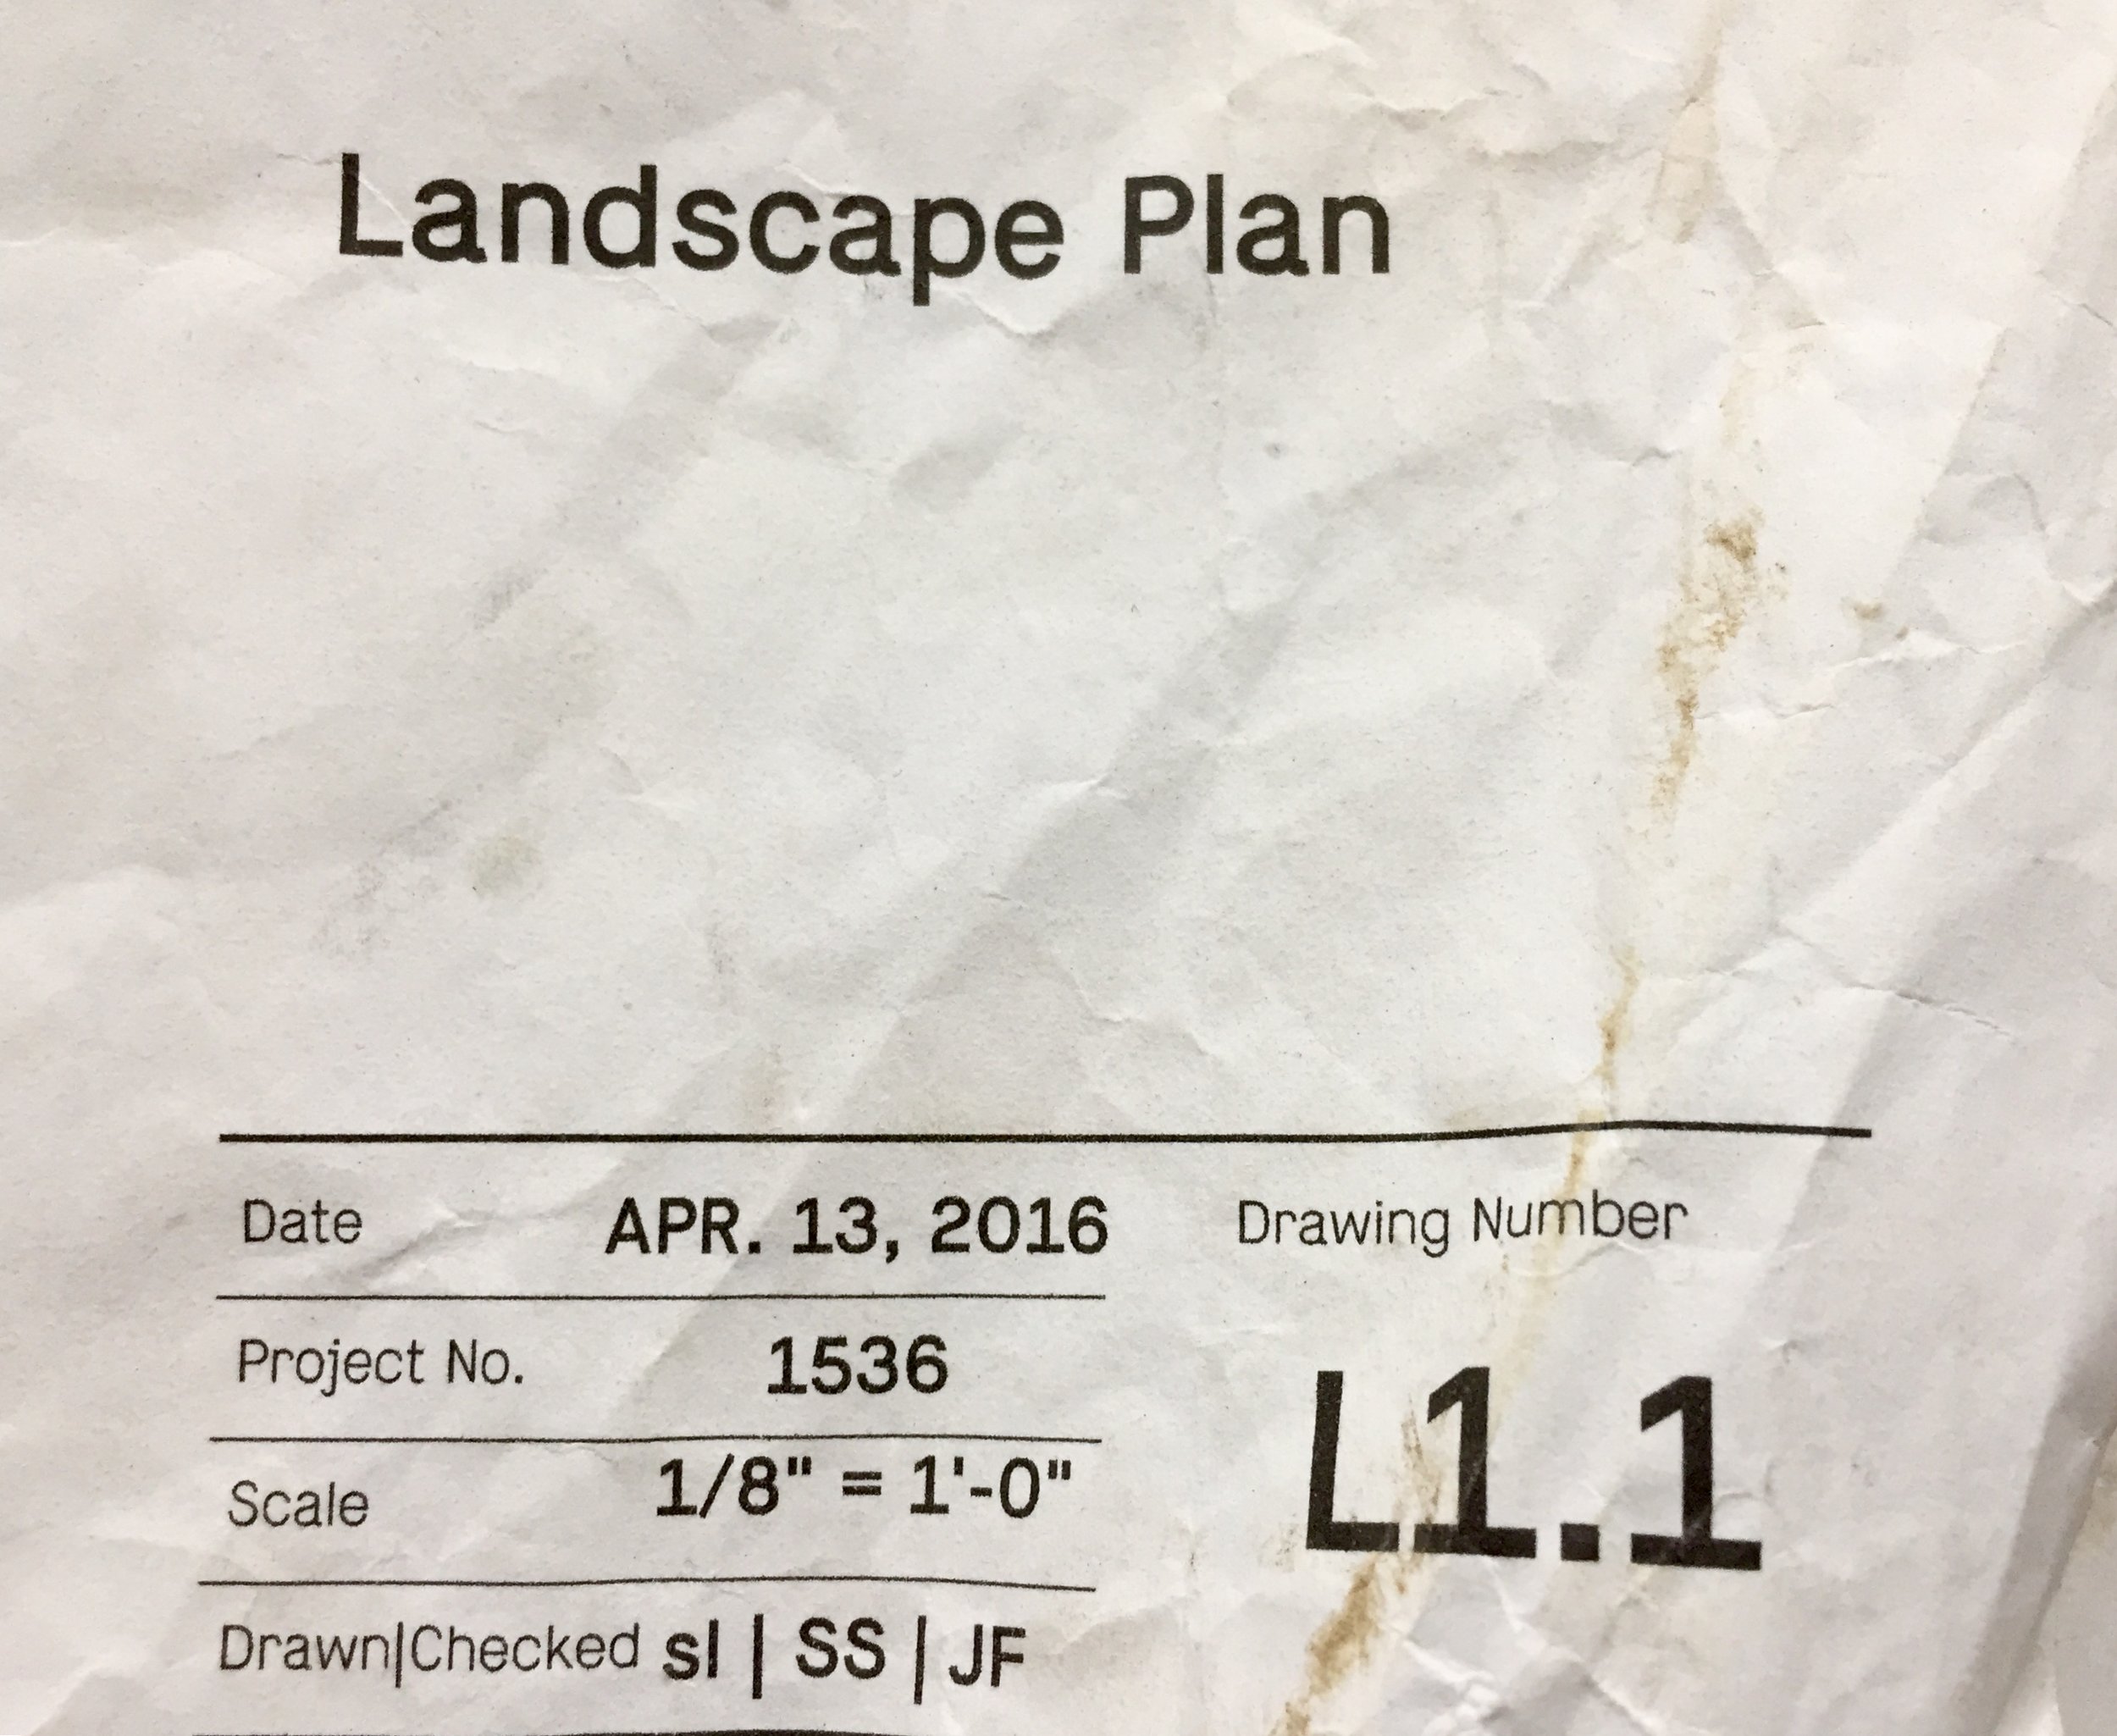 Landscape Plan
Date APR. 13, 2016
Drawing Number
Project No. 1536
L1.1
Scale 1/8" = 1'-0"
Drawn|Checked sl | SS | JF